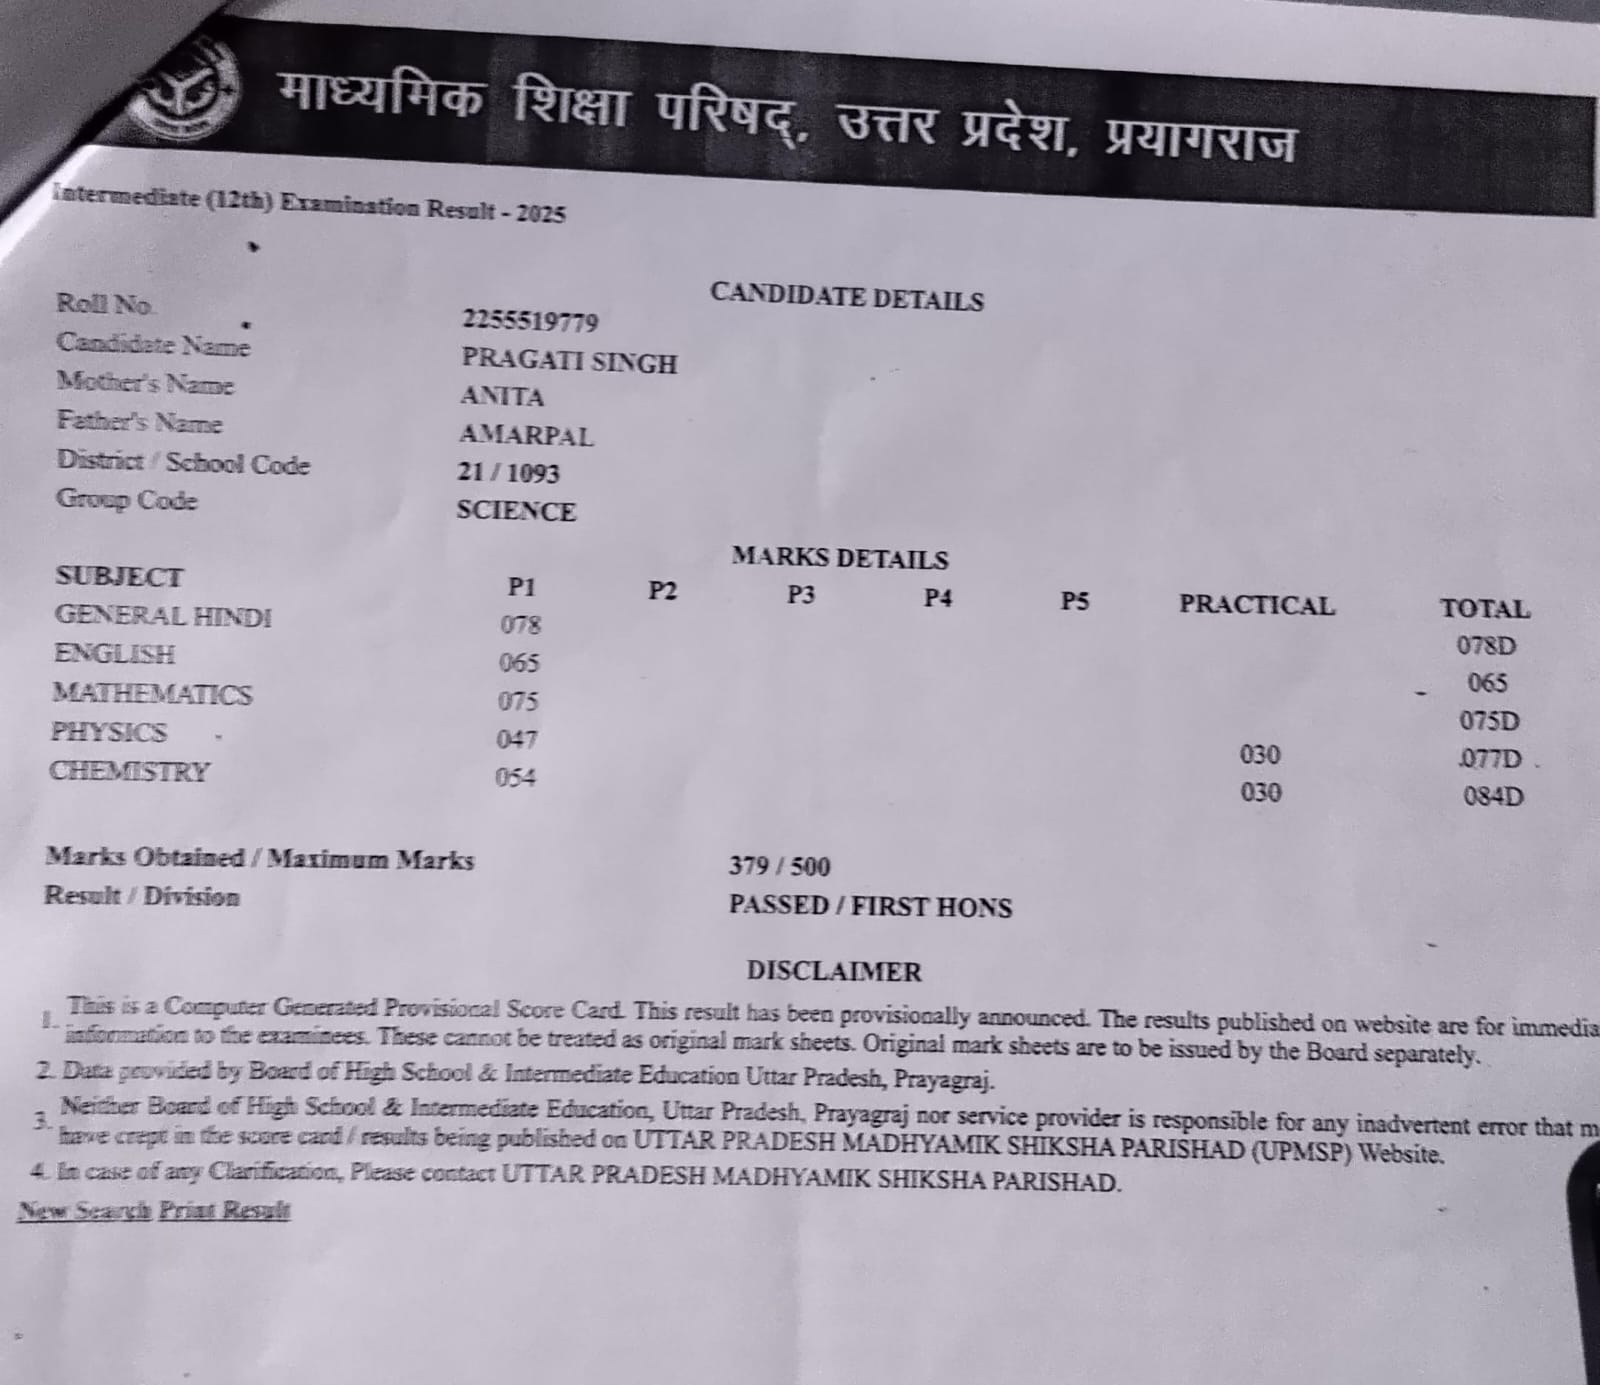 माध्यमिक शिक्षा परिषद्, उत्तर प्रदेश, प्रयागराज
Intermediate (12th) Examination Result - 2025
CANDIDATE DETAILS
Roll No. 2255519779
Candidate Name PRAGATI SINGH
Mother's Name ANITA
Father's Name AMARPAL
District / School Code 21 / 1093
Group Code SCIENCE
MARKS DETAILS
SUBJECT P1 P2 P3 P4 P5 PRACTICAL TOTAL
GENERAL HINDI 078 078D
ENGLISH 065 065
MATHEMATICS 075 075D
PHYSICS 047 030 077D
CHEMISTRY 054 030 084D
Marks Obtained / Maximum Marks 379 / 500
Result / Division PASSED / FIRST HONS
DISCLAIMER
1. This is a Computer Generated Provisional Score Card. This result has been provisionally announced. The results published on website are for immedia
information to the examinees. These cannot be treated as original mark sheets. Original mark sheets are to be issued by the Board separately.
2. Data provided by Board of High School & Intermediate Education Uttar Pradesh, Prayagraj.
3. Neither Board of High School & Intermediate Education, Uttar Pradesh, Prayagraj nor service provider is responsible for any inadvertent error that m
have crept in the score card / results being published on UTTAR PRADESH MADHYAMIK SHIKSHA PARISHAD (UPMSP) Website.
4. In case of any Clarification, Please contact UTTAR PRADESH MADHYAMIK SHIKSHA PARISHAD.
New Search Print Result